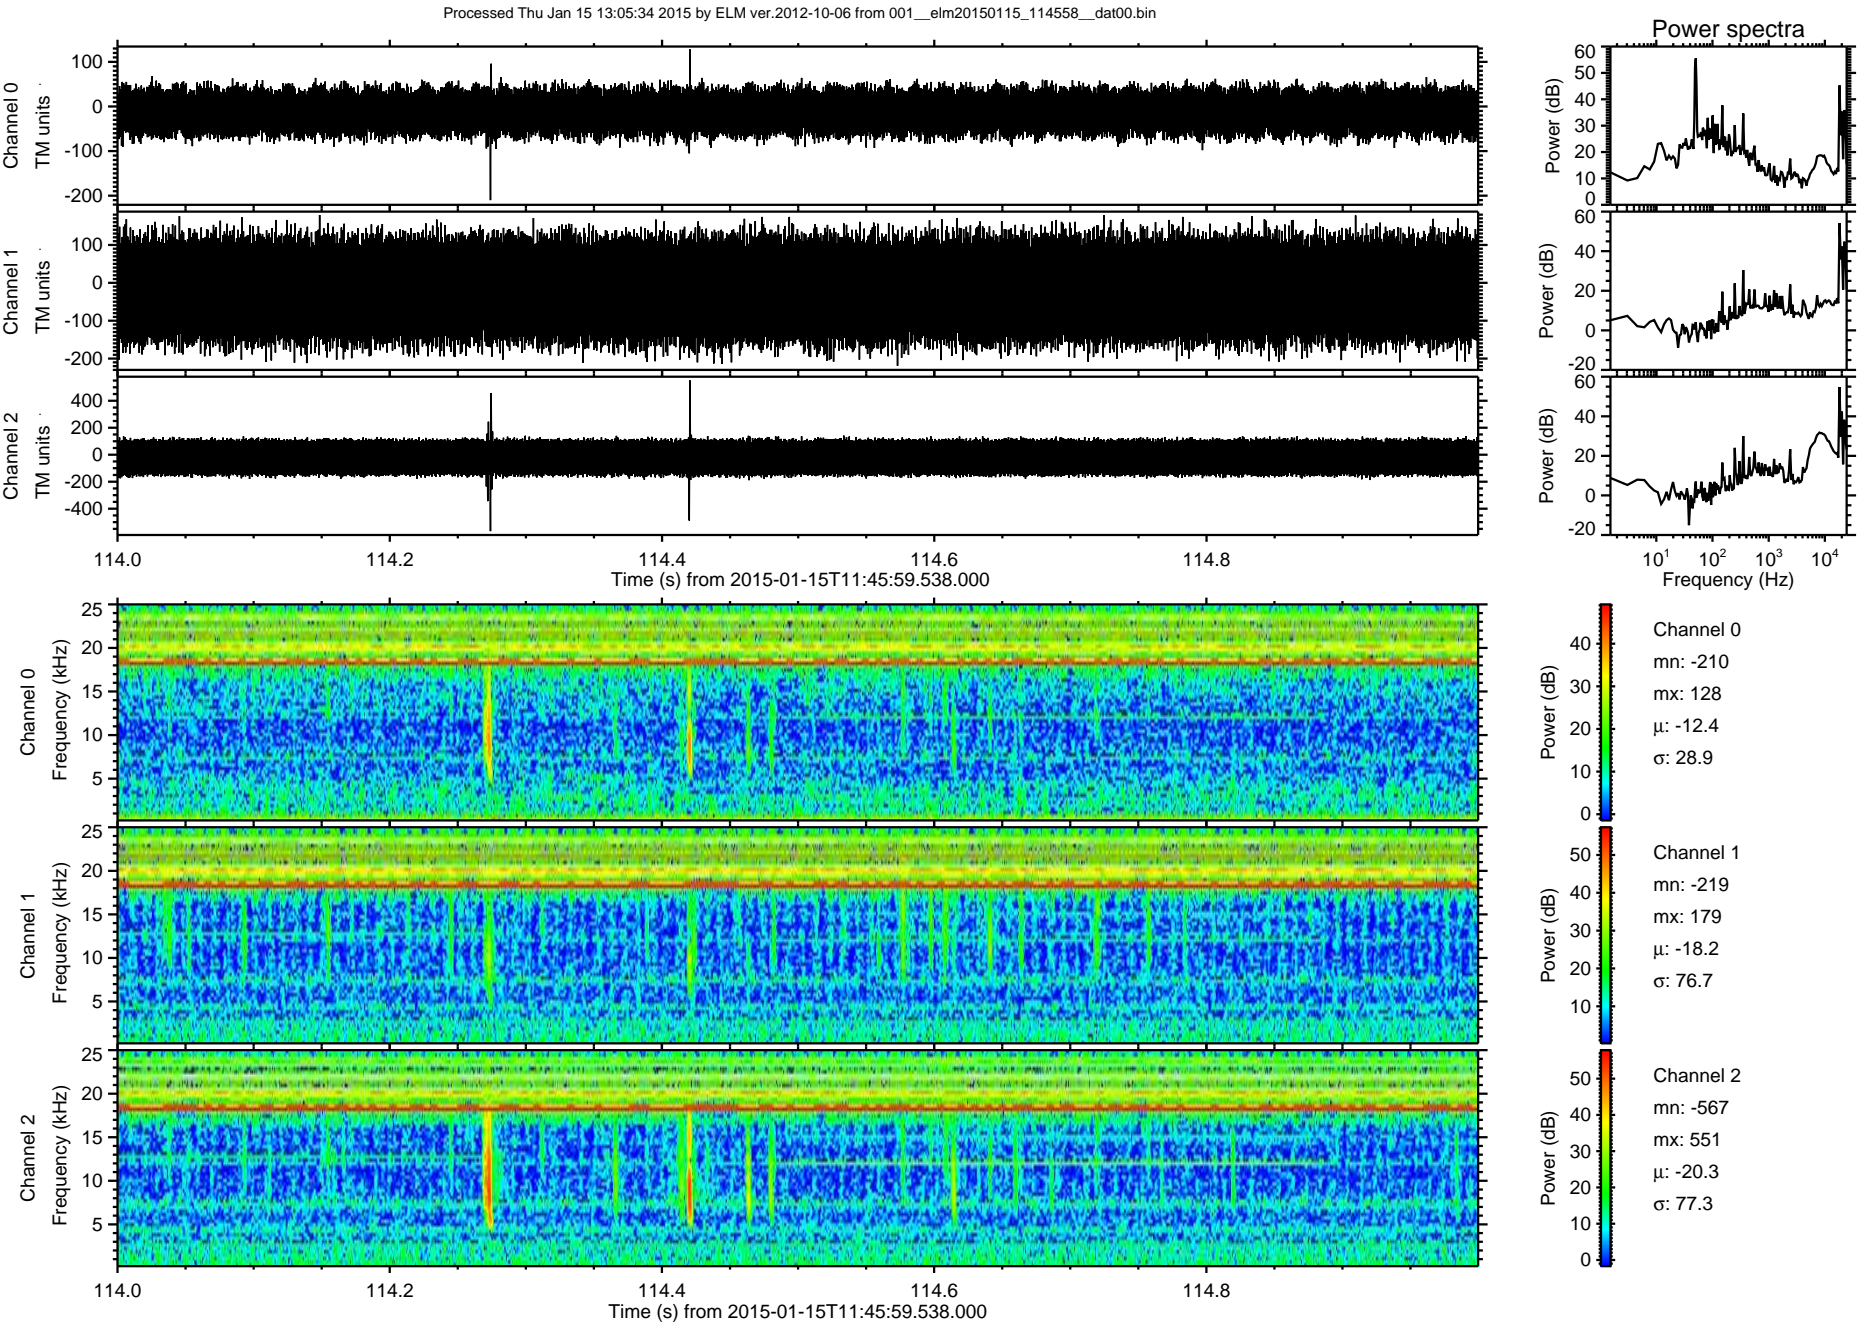 Processed Thu Jan 15 13:05:34 2015 by ELM ver.2012-10-06 from 001__elm20150115_114558__dat00.bin
Power spectra
Channel 0
TM units
100
0
-100
-200
Power (dB)
60
50
40
30
20
10
0
Channel 1
TM units
100
0
-100
-200
Power (dB)
60
40
20
0
-20
Channel 2
TM units
400
200
0
-200
-400
Power (dB)
60
40
20
0
-20
114.0 114.2 114.4 114.6 114.8
Time (s) from 2015-01-15T11:45:59.538.000
10^1 10^2 10^3 10^4
Frequency (Hz)
Channel 0
Frequency (kHz)
25
20
15
10
5
Power (dB)
40
30
20
10
0
Channel 0
mn: -210
mx: 128
μ: -12.4
σ: 28.9
Channel 1
Frequency (kHz)
25
20
15
10
5
Power (dB)
50
40
30
20
10
Channel 1
mn: -219
mx: 179
μ: -18.2
σ: 76.7
Channel 2
Frequency (kHz)
25
20
15
10
5
Power (dB)
50
40
30
20
10
0
Channel 2
mn: -567
mx: 551
μ: -20.3
σ: 77.3
114.0 114.2 114.4 114.6 114.8
Time (s) from 2015-01-15T11:45:59.538.000